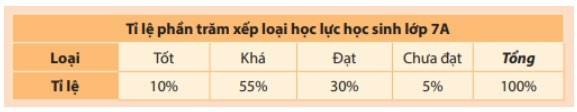 Tỉ lệ phần trăm xếp loại học lực học sinh lớp 7A
Loại Tốt Khá Đạt Chưa đạt Tổng
Tỉ lệ 10% 55% 30% 5% 100%